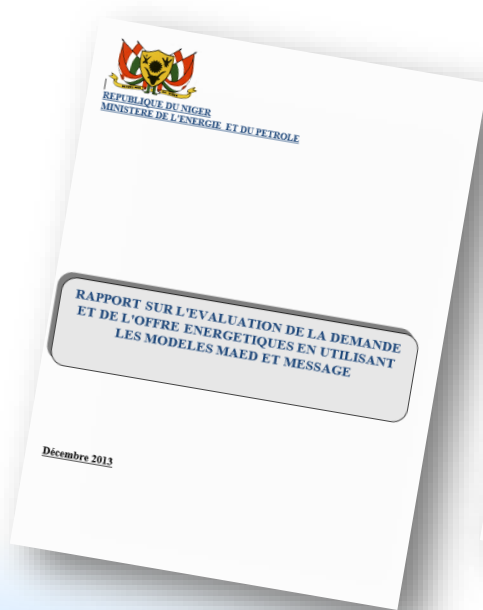 REPUBLIQUE DU NIGER
MINISTERE DE L'ENERGIE ET DU PETROLE
RAPPORT SUR L'EVALUATION DE LA DEMANDE
ET DE L'OFFRE ENERGETIQUES EN UTILISANT
LES MODELES MAED ET MESSAGE
Décembre 2013